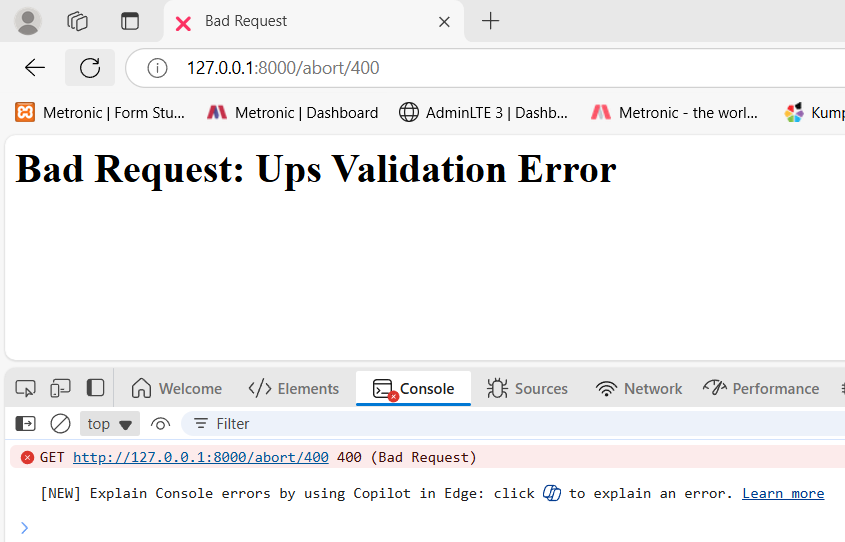 Bad Request
127.0.0.1:8000/abort/400
Metronic | Form Stu... Metronic | Dashboard AdminLTE 3 | Dashb... Metronic - the worl... Kump
Bad Request: Ups Validation Error
Welcome Elements Console Sources Network Performance
top Filter
GET http://127.0.0.1:8000/abort/400 400 (Bad Request)
[NEW] Explain Console errors by using Copilot in Edge: click to explain an error. Learn more